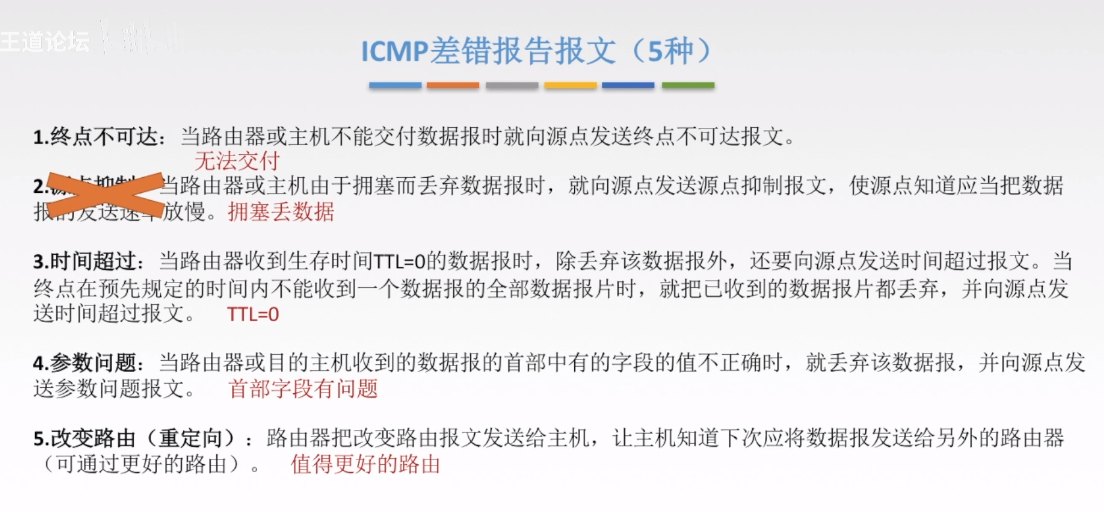 王道论坛
ICMP差错报告报文（5种）
1.终点不可达：当路由器或主机不能交付数据报时就向源点发送终点不可达报文。
无法交付
2.源点抑制：当路由器或主机由于拥塞而丢弃数据报时，就向源点发送源点抑制报文，使源点知道应当把数据
报的发送速率放慢。 拥塞丢数据
3.时间超过：当路由器收到生存时间TTL=0的数据报时，除丢弃该数据报外，还要向源点发送时间超过报文。当
终点在预先规定的时间内不能收到一个数据报的全部数据报片时，就把已收到的数据报片都丢弃，并向源点发
送时间超过报文。 TTL=0
4.参数问题：当路由器或目的主机收到的数据报的首部中有的字段的值不正确时，就丢弃该数据报，并向源点发
送参数问题报文。 首部字段有问题
5.改变路由（重定向）：路由器把改变路由报文发送给主机，让主机知道下次应将数据报发送给另外的路由器
（可通过更好的路由）。 值得更好的路由